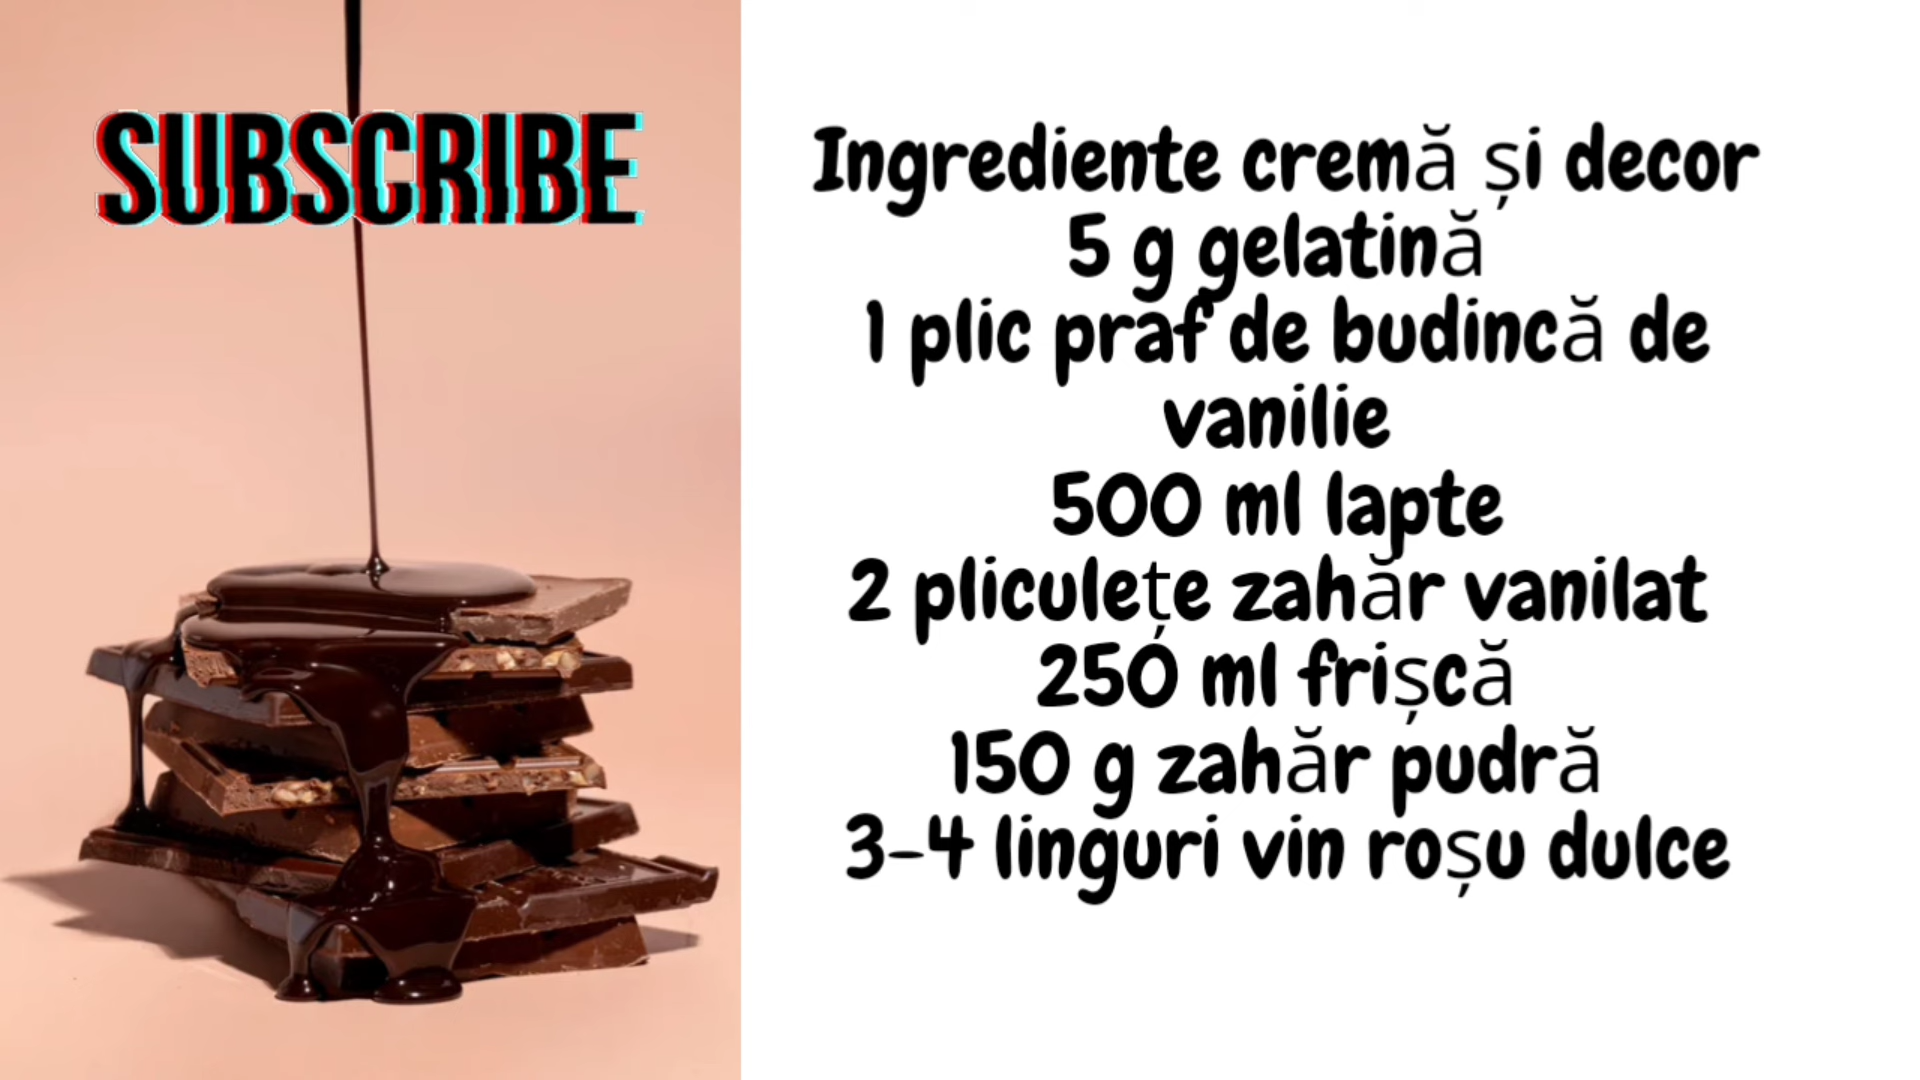 SUBSCRIBE
Ingrediente cremă și decor
5 g gelatină
1 plic praf de budincă de
vanilie
500 ml lapte
2 pliculețe zahăr vanilat
250 ml frișcă
150 g zahăr pudră
3-4 linguri vin roșu dulce